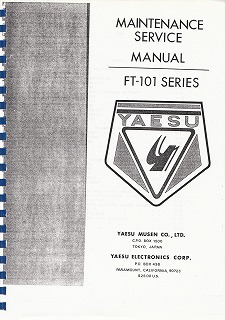 MAINTENANCE
SERVICE
MANUAL
FT-101 SERIES
YAESU
YAESU MUSEN CO., LTD.
C.P.O. BOX 1500
TOKYO, JAPAN
YAESU ELECTRONICS CORP.
P.O. BOX 498
PARAMOUNT, CALIFORNIA 90723